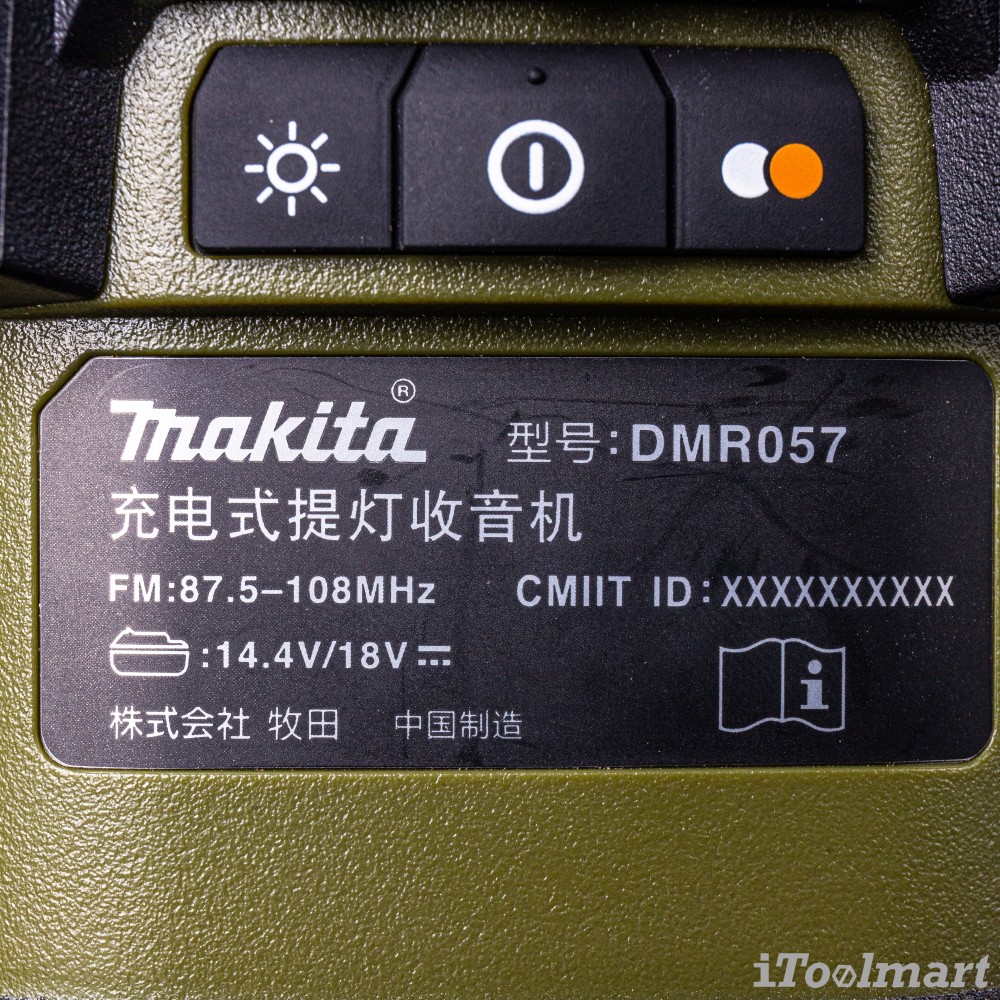 makita® 型号:DMR057
充电式提灯收音机
FM:87.5–108MHz CMIIT ID:XXXXXXXXXX
:14.4V/18V
株式会社 牧田 中国制造
iToolmart